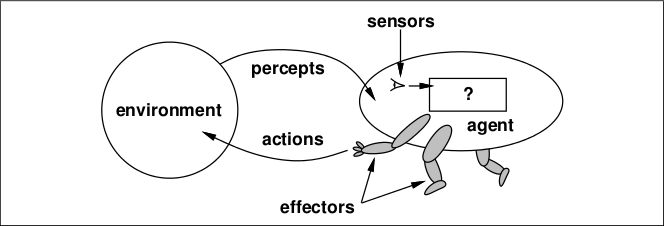 sensors
percepts
environment
?
agent
actions
effectors